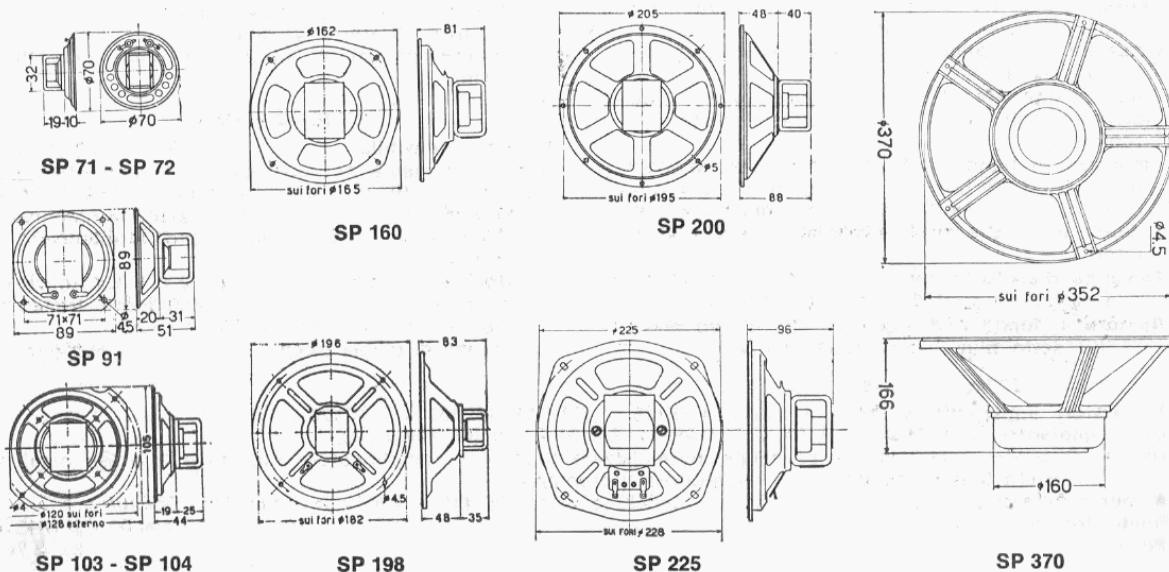 32
ø70
19
10
ø70
SP 71 - SP 72
ø162
81
sui fori ø165
SP 160
ø205
48
40
ø5
sui fori ø195
88
SP 200
ø370
ø4.5
sui fori ø352
89
71×71
89
ø
4.5
20
31
51
SP 91
105
ø4
ø120 sui fori
ø128 esterno
19
25
44
SP 103 - SP 104
ø196
83
ø4.5
sui fori ø182
48
35
SP 198
ø225
96
SUI FORI ø228
SP 225
166
ø160
SP 370